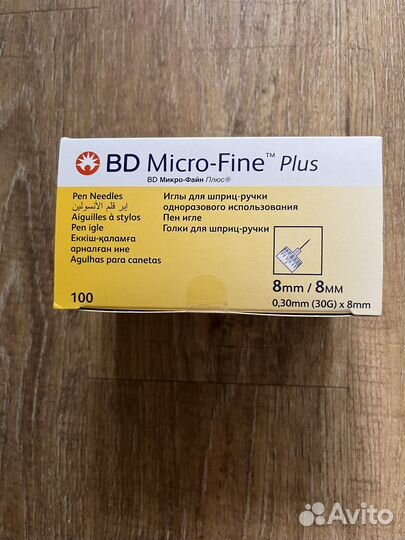 BD Micro-Fine™ Plus
BD Микро-Файн Плюс®
Pen Needles
إبر قلم الأنسولين
Aiguilles à stylos
Pen igle
Еккіш-қаламға
арналған ине
Agulhas para canetas
100
Иглы для шприц-ручки
одноразового использования
Пен игле
Голки для шприц-ручки
8mm / 8мм
0,30mm (30G) x 8mm
Avito